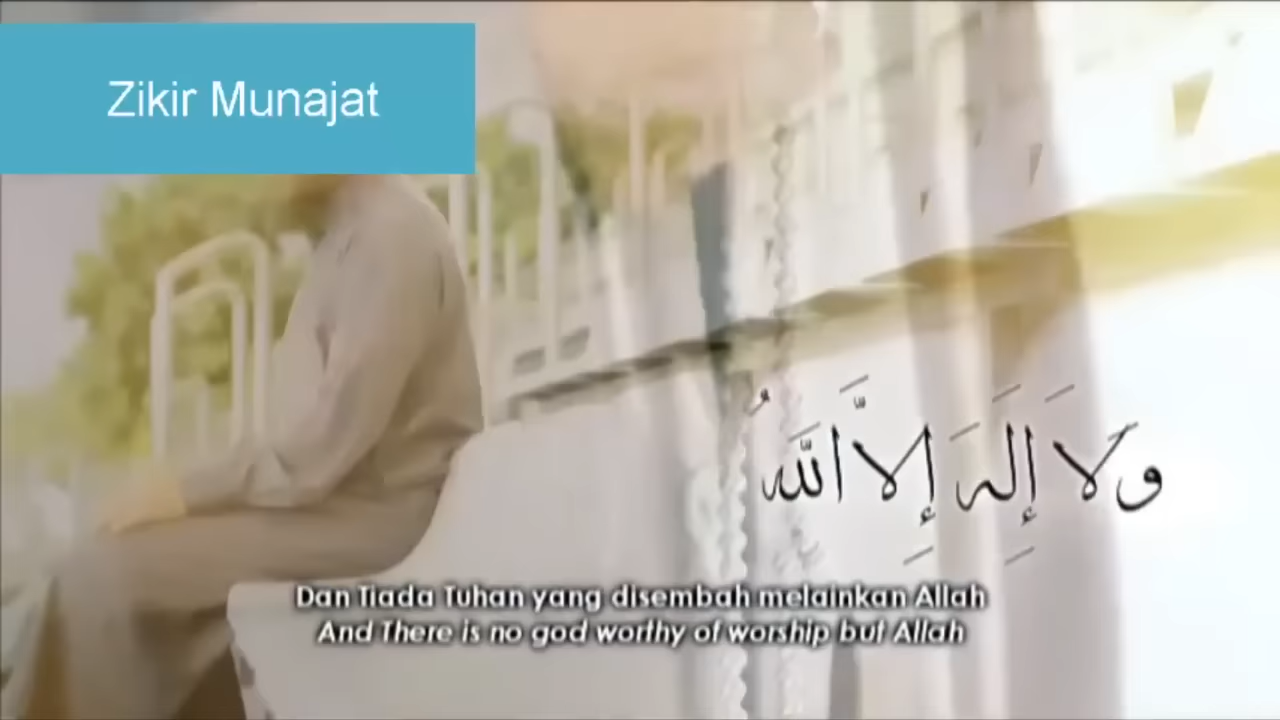 Zikir Munajat
وَلَا إِلَهَ إِلَّا اللَّهُ
Dan Tiada Tuhan yang disembah melainkan Allah
And There is no god worthy of worship but Allah